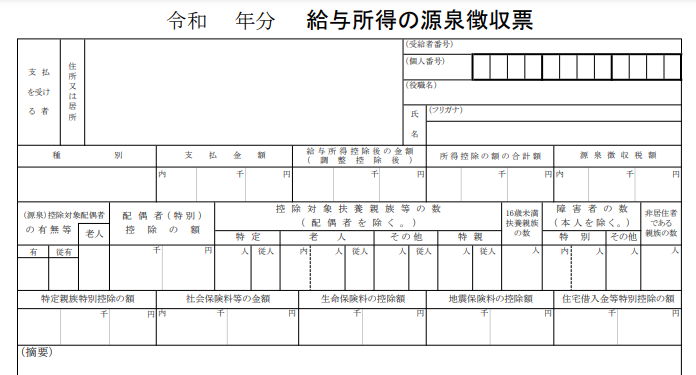 令和　　年分　給与所得の源泉徴収票
支払
を受け
る者
住所又は居所
(受給者番号)
(個人番号)
(役職名)
氏名
(フリガナ)
種　別
支払金額
給与所得控除後の金額
(調整控除後)
所得控除の額の合計額
源泉徴収税額
内　千　円
千　円
千　円
内　千　円
(源泉)控除対象配偶者
の有無等
老人
有
従有
配偶者(特別)
控除の額
千　円
控除対象扶養親族等の数
(配偶者を除く。)
特定
老人
その他
特親
人　従人
内　人　従人
人　従人
人　従人
16歳未満
扶養親族
の数
人
障害者の数
(本人を除く。)
特別
その他
内　人
人
非居住者
である
親族の数
人
特定親族特別控除の額
社会保険料等の金額
生命保険料の控除額
地震保険料の控除額
住宅借入金等特別控除の額
千　円
内　千　円
千　円
千　円
千　円
(摘要)